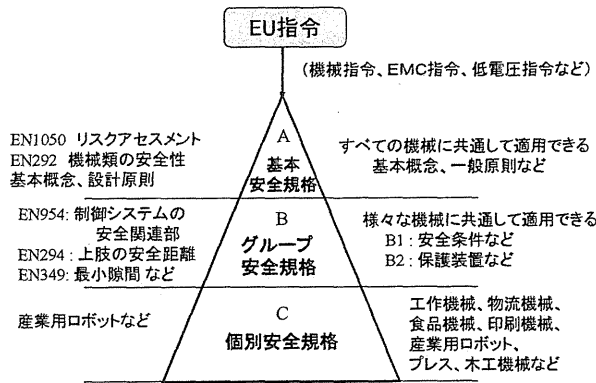 EU指令
(機械指令、EMC指令、低電圧指令など)
EN1050 リスクアセスメント
EN292 機械類の安全性
基本概念、設計原則
A
基本
安全規格
すべての機械に共通して適用できる
基本概念、一般原則など
EN954: 制御システムの
安全関連部
EN294 : 上肢の安全距離
EN349: 最小隙間 など
B
グループ
安全規格
様々な機械に共通して適用できる
B1 : 安全条件など
B2 : 保護装置など
産業用ロボットなど
C
個別安全規格
工作機械、物流機械、
食品機械、印刷機械、
産業用ロボット、
プレス、木工機械など